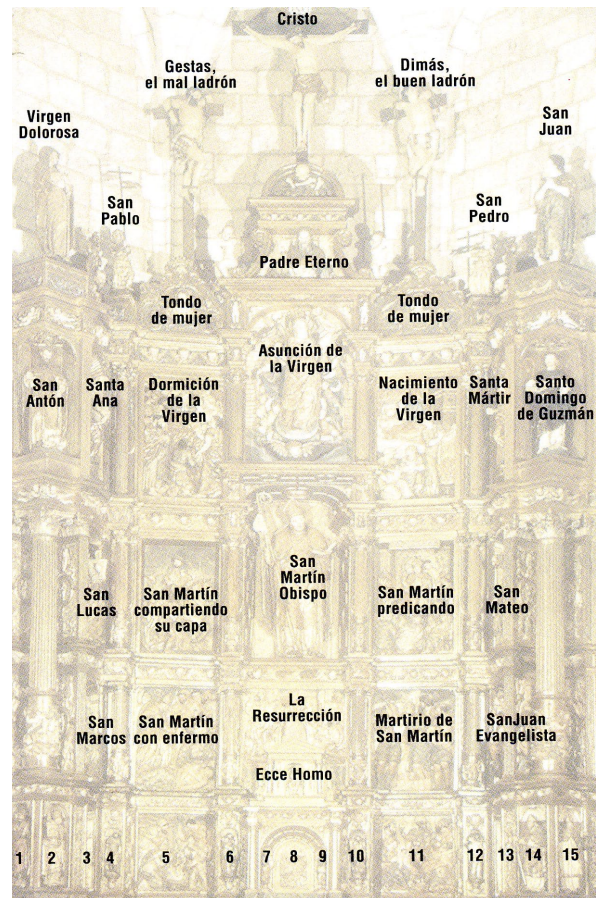 Cristo
Gestas,
el mal ladrón
Dimás,
el buen ladrón
Virgen
Dolorosa
San
Juan
San
Pablo
San
Pedro
Padre Eterno
Tondo
de mujer
Tondo
de mujer
Asunción de
la Virgen
San
Antón
Santa
Ana
Dormición
de la
Virgen
Nacimiento
de la
Virgen
Santa
Mártir
Santo
Domingo
de Guzmán
San
Martín
Obispo
San
Lucas
San Martín
compartiendo
su capa
San Martín
predicando
San
Mateo
La
Resurrección
San
Marcos
San Martín
con enfermo
Martirio de
San Martín
SanJuan
Evangelista
Ecce Homo
1 2 3 4 5 6 7 8 9 10 11 12 13 14 15